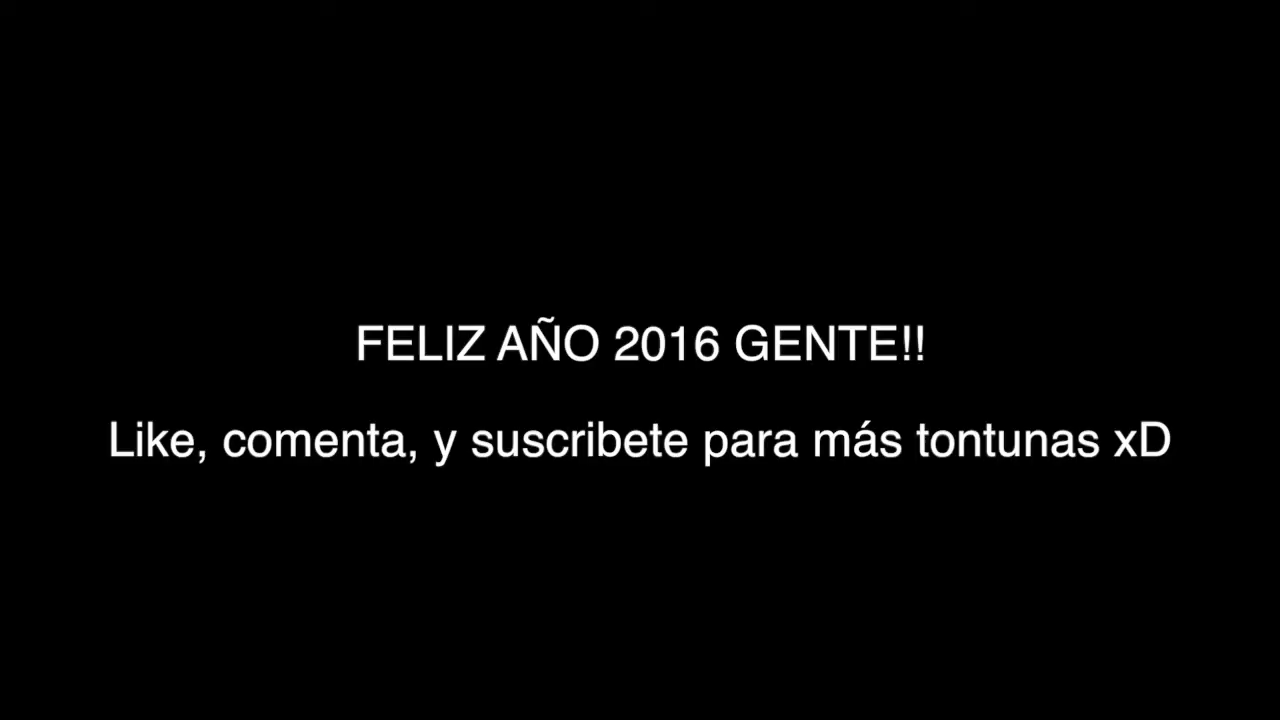 FELIZ AÑO 2016 GENTE!!
Like, comenta, y suscribete para más tontunas xD